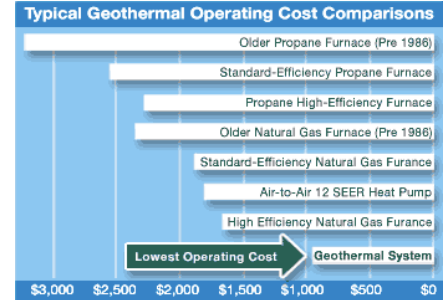 Typical Geothermal Operating Cost Comparisons
Older Propane Furnace (Pre 1986)
Standard-Efficiency Propane Furnace
Propane High-Efficiency Furnace
Older Natural Gas Furnace (Pre 1986)
Standard-Efficiency Natural Gas Furance
Air-to-Air 12 SEER Heat Pump
High Efficiency Natural Gas Furance
Lowest Operating Cost Geothermal System
$3,000 $2,500 $2,000 $1,500 $1,000 $500 $0